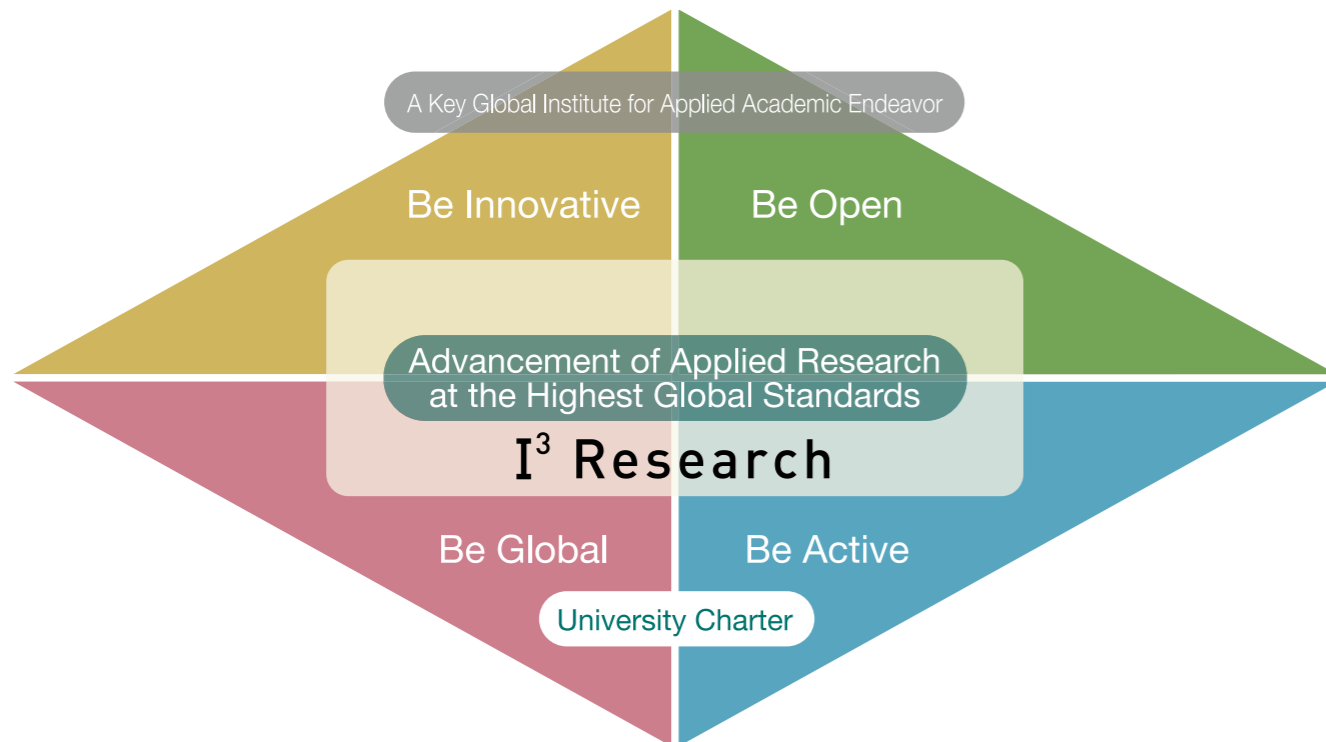 A Key Global Institute for Applied Academic Endeavor
Be Innovative
Be Open
Advancement of Applied Research
at the Highest Global Standards
I³ Research
Be Global
Be Active
University Charter